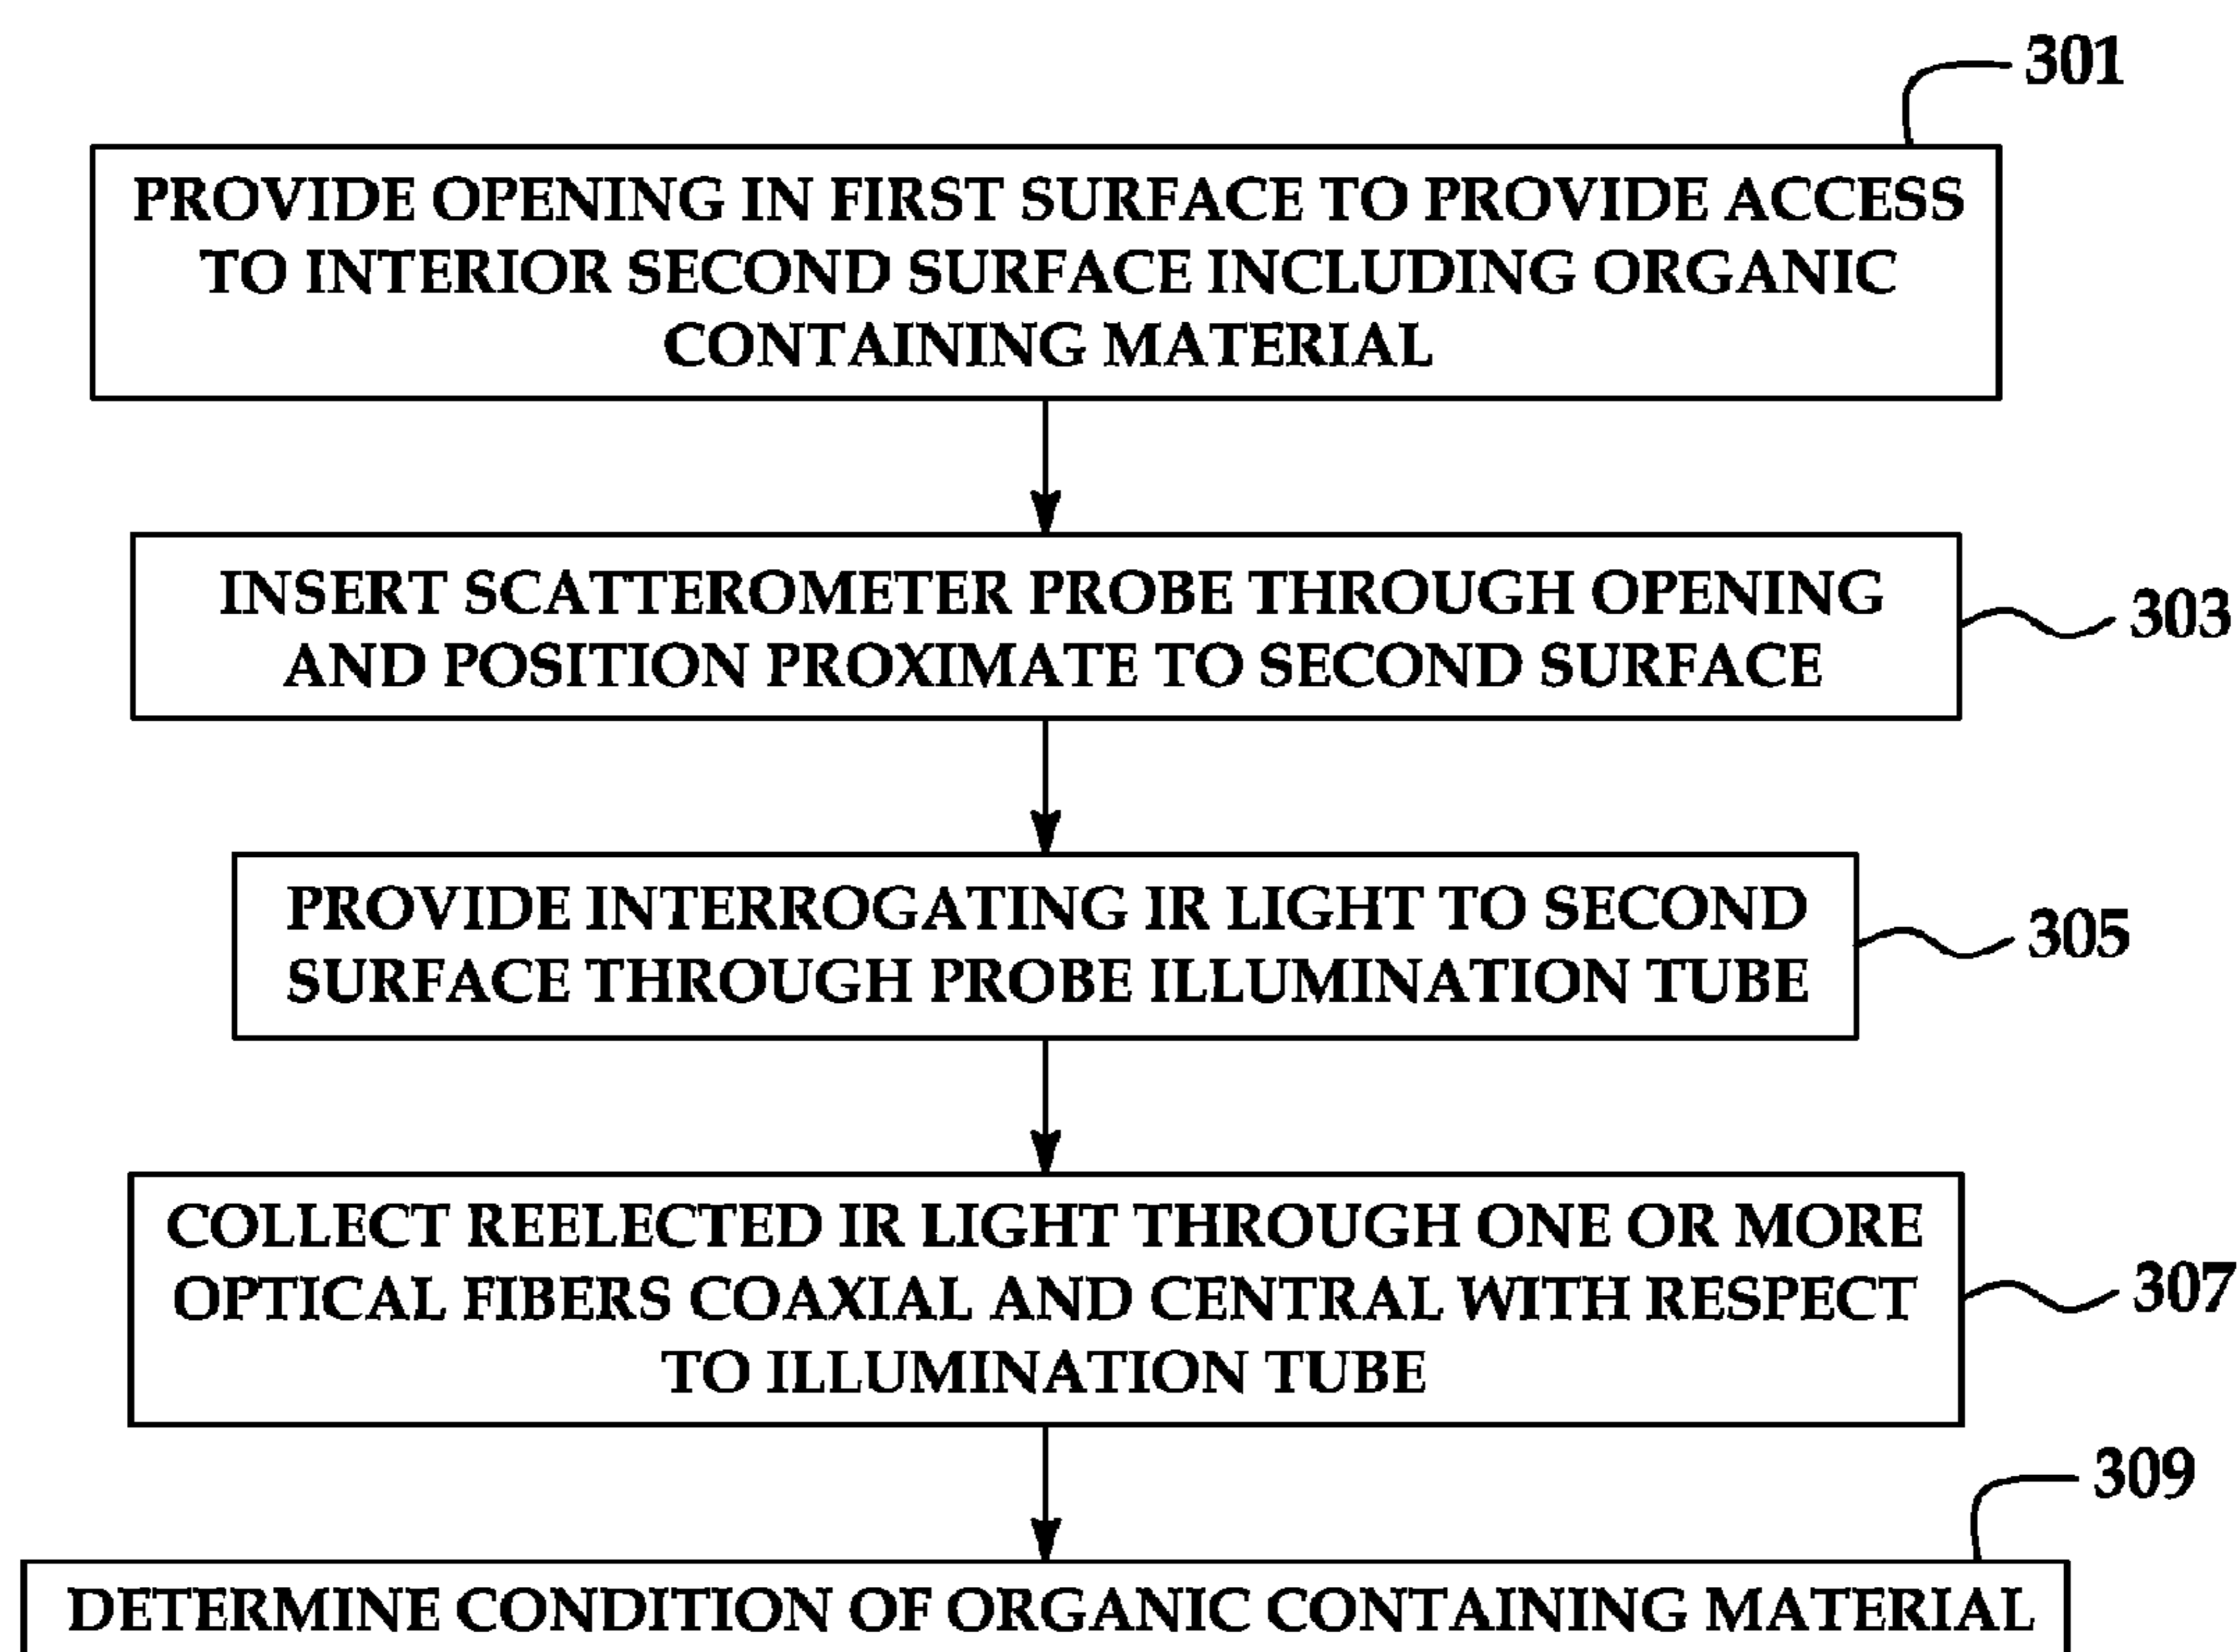 301
PROVIDE OPENING IN FIRST SURFACE TO PROVIDE ACCESS
TO INTERIOR SECOND SURFACE INCLUDING ORGANIC
CONTAINING MATERIAL
INSERT SCATTEROMETER PROBE THROUGH OPENING
AND POSITION PROXIMATE TO SECOND SURFACE
303
PROVIDE INTERROGATING IR LIGHT TO SECOND
SURFACE THROUGH PROBE ILLUMINATION TUBE
305
COLLECT REELECTED IR LIGHT THROUGH ONE OR MORE
OPTICAL FIBERS COAXIAL AND CENTRAL WITH RESPECT
TO ILLUMINATION TUBE
307
309
DETERMINE CONDITION OF ORGANIC CONTAINING MATERIAL